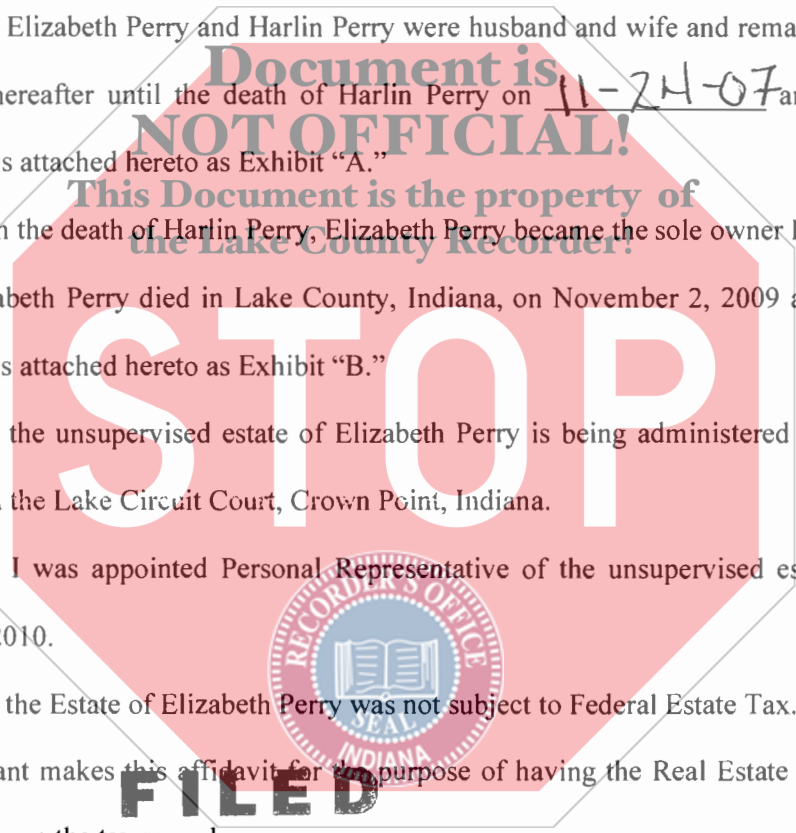 Elizabeth Perry and Harlin Perry were husband and wife and rema
Document is
hereafter until the death of Harlin Perry on 11-24-07 an
NOT OFFICIAL!
s attached hereto as Exhibit “A.”
This Document is the property of
n the death of Harlin Perry, Elizabeth Perry became the sole owner
the Lake County Recorder!
abeth Perry died in Lake County, Indiana, on November 2, 2009 a
s attached hereto as Exhibit “B.”
STOP
the unsupervised estate of Elizabeth Perry is being administered
the Lake Circuit Court, Crown Point, Indiana.
I was appointed Personal Representative of the unsupervised es
RECORDER'S OFFICE
2010.
the Estate of Elizabeth Perry was not subject to Federal Estate Tax.
SEAL
INDIANA
ant makes this affidavit for the purpose of having the Real Estate
FILED